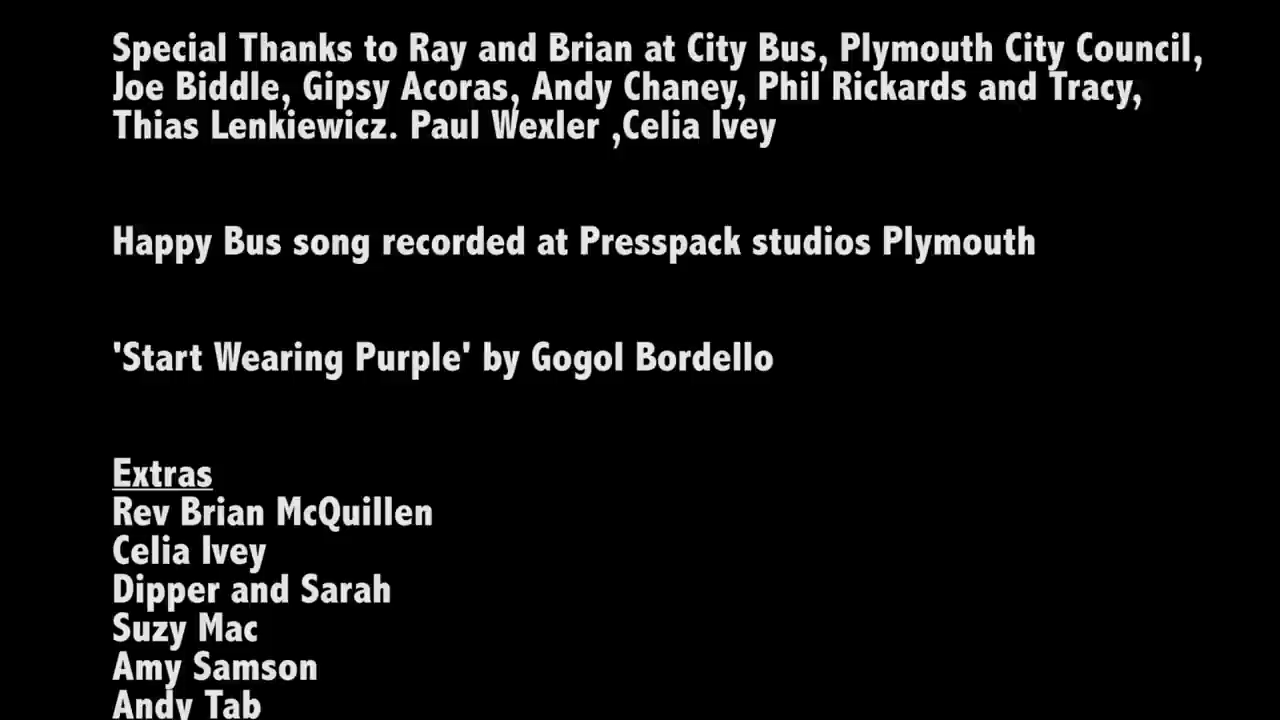 Special Thanks to Ray and Brian at City Bus, Plymouth City Council,
Joe Biddle, Gipsy Acoras, Andy Chaney, Phil Rickards and Tracy,
Thias Lenkiewicz. Paul Wexler ,Celia Ivey
Happy Bus song recorded at Presspack studios Plymouth
'Start Wearing Purple' by Gogol Bordello
Extras
Rev Brian McQuillen
Celia Ivey
Dipper and Sarah
Suzy Mac
Amy Samson
Andy Tab